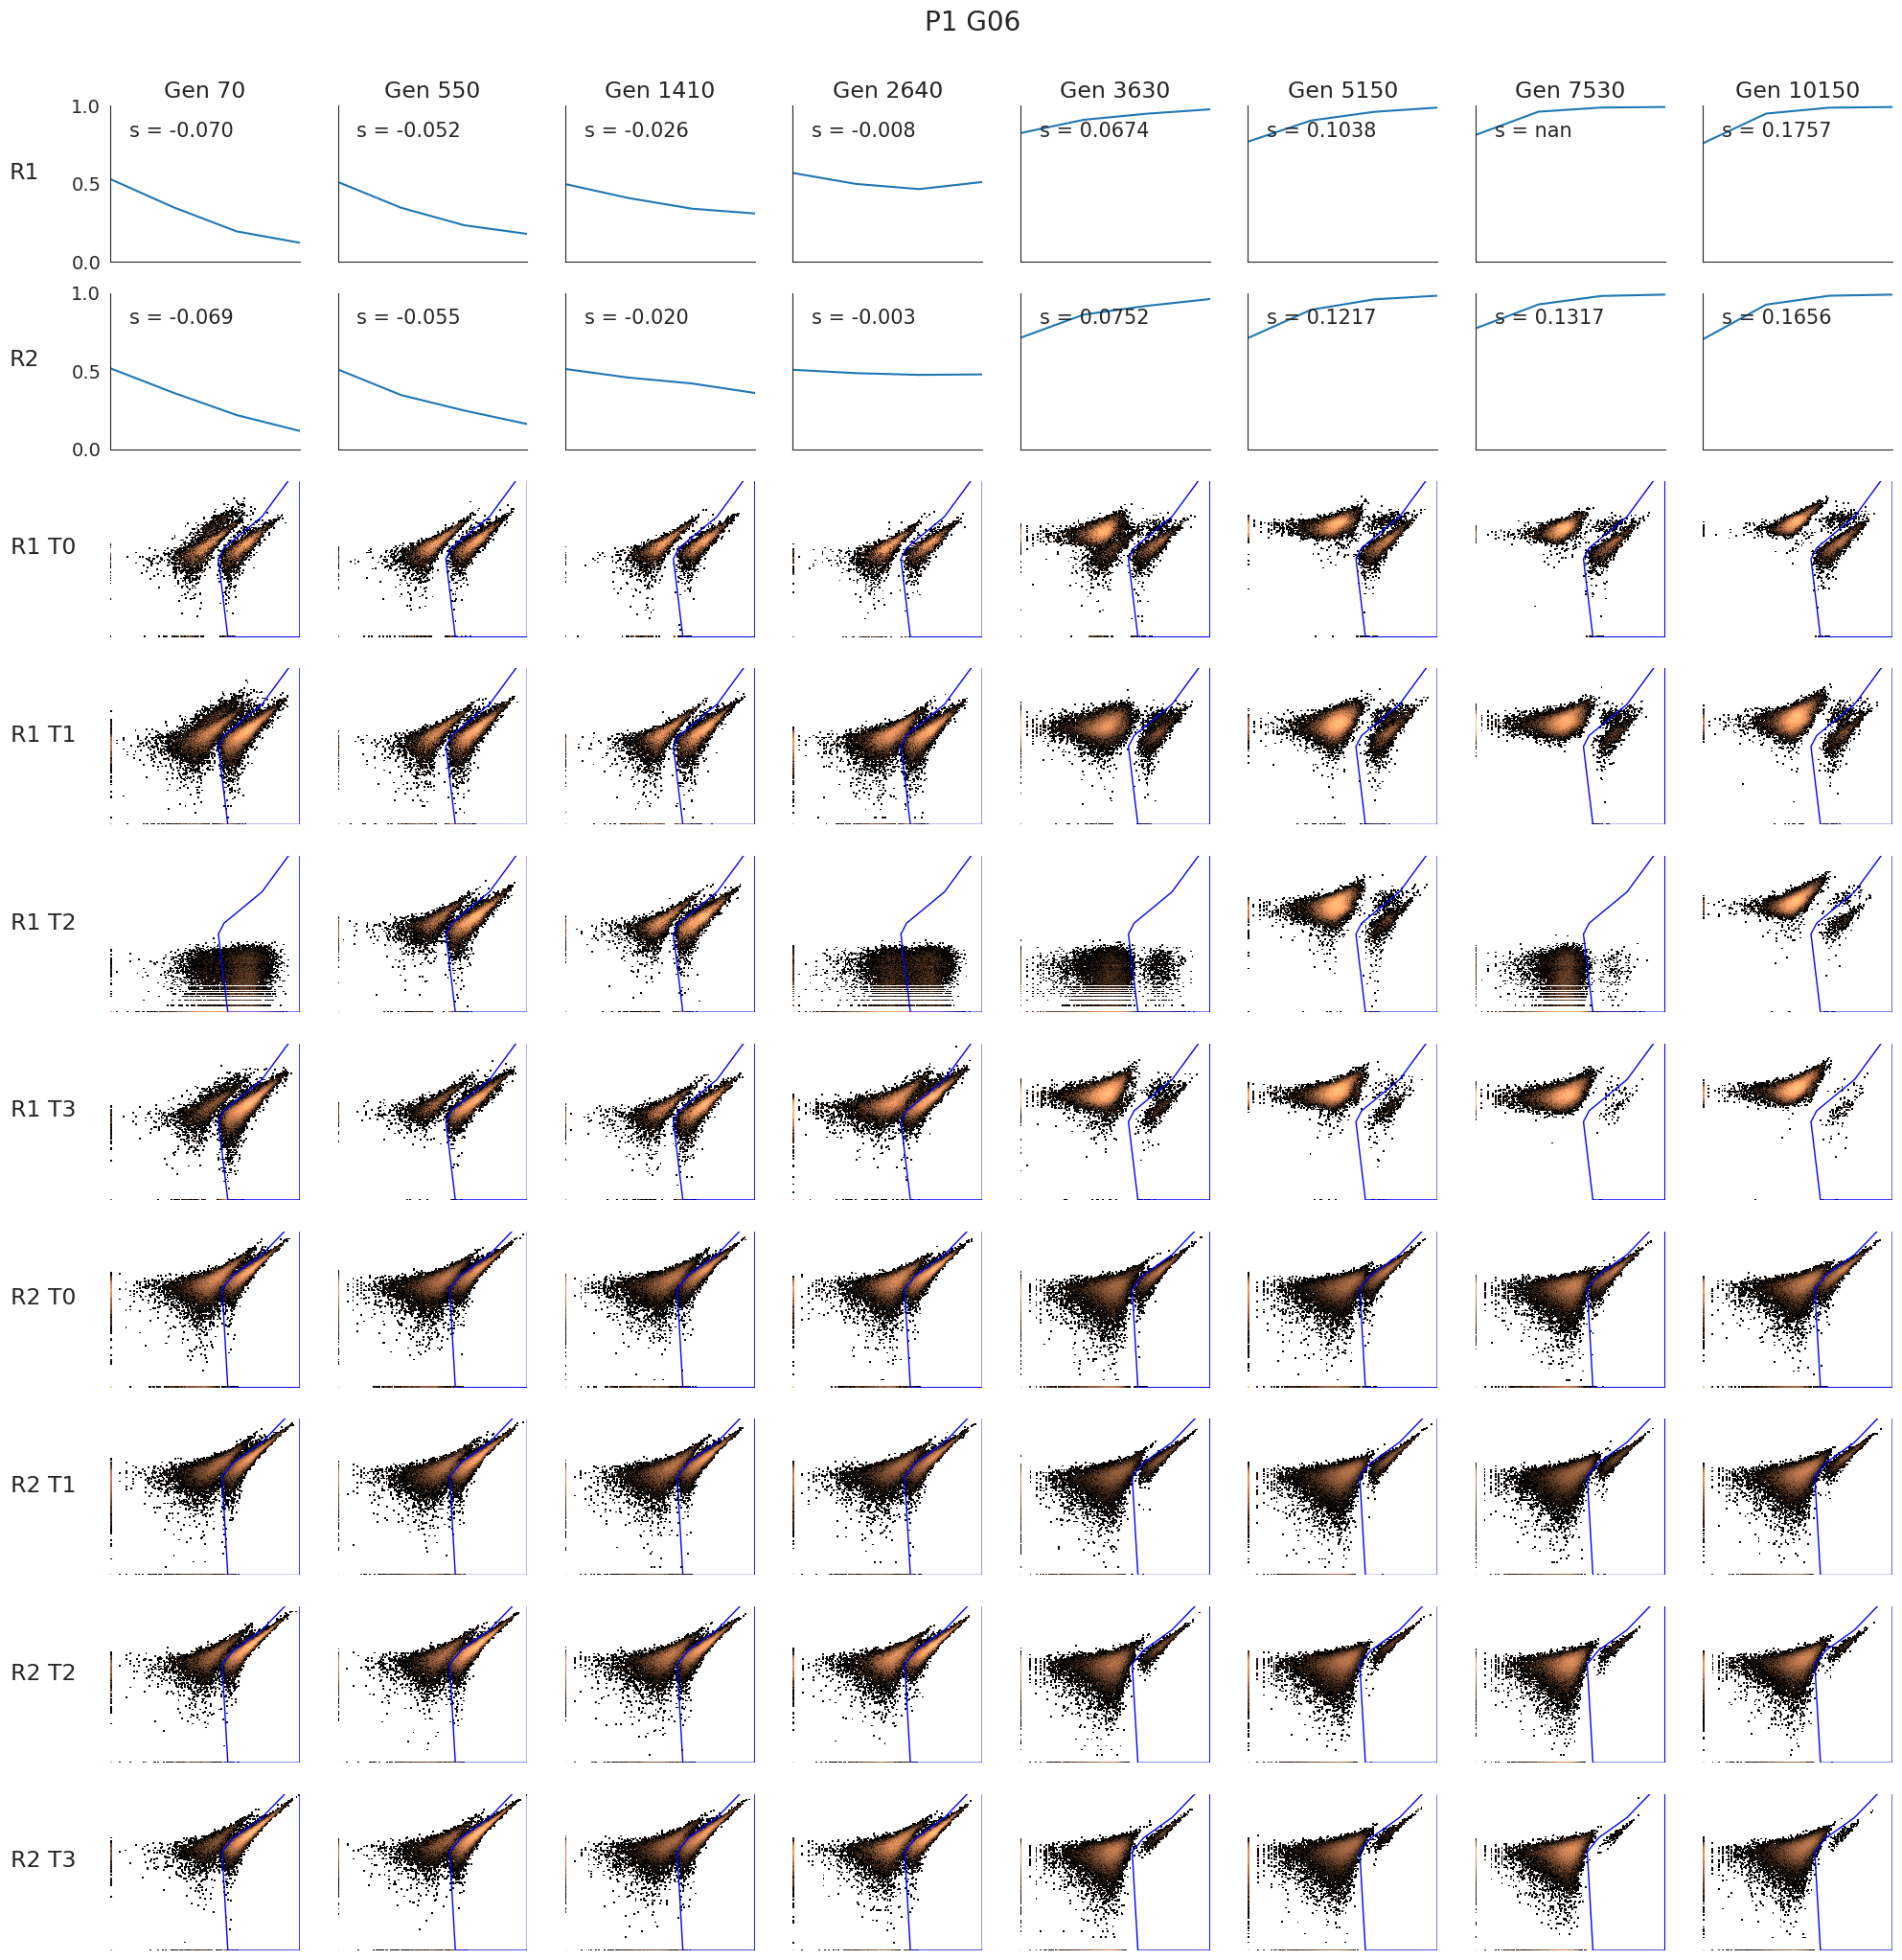 P1 G06
Gen 70 Gen 550 Gen 1410 Gen 2640 Gen 3630 Gen 5150 Gen 7530 Gen 10150
1.0
s = -0.070 s = -0.052 s = -0.026 s = -0.008 s = 0.0674 s = 0.1038 s = nan s = 0.1757
R1
0.5
0.0
1.0
s = -0.069 s = -0.055 s = -0.020 s = -0.003 s = 0.0752 s = 0.1217 s = 0.1317 s = 0.1656
R2
0.5
0.0
R1 T0
R1 T1
R1 T2
R1 T3
R2 T0
R2 T1
R2 T2
R2 T3